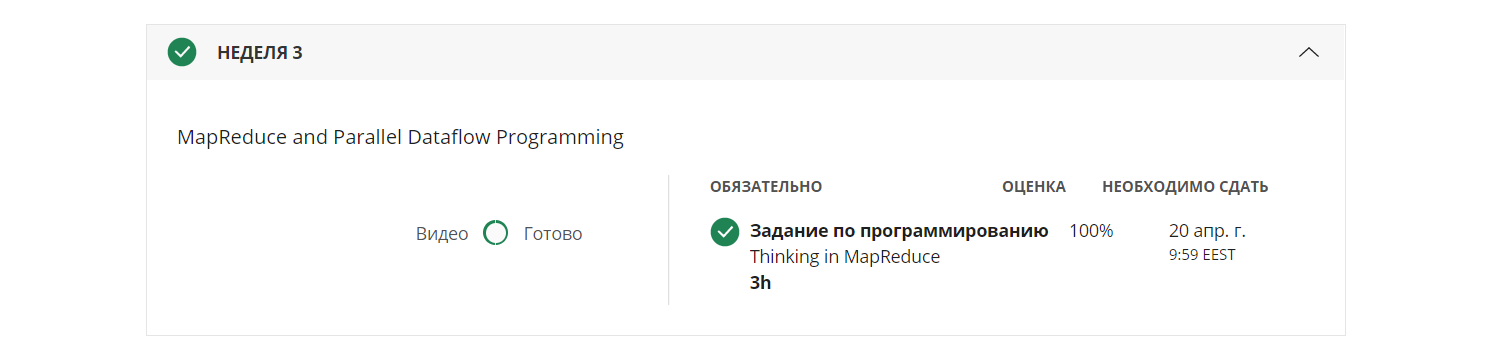 НЕДЕЛЯ 3
MapReduce and Parallel Dataflow Programming
Видео Готово
ОБЯЗАТЕЛЬНО ОЦЕНКА НЕОБХОДИМО СДАТЬ
Задание по программированию 100% 20 апр. г.
Thinking in MapReduce 9:59 EEST
3h